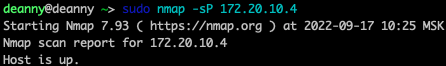 deanny@deanny ~> sudo nmap -sP 172.20.10.4
Starting Nmap 7.93 ( https://nmap.org ) at 2022-09-17 10:25 MSK
Nmap scan report for 172.20.10.4
Host is up.